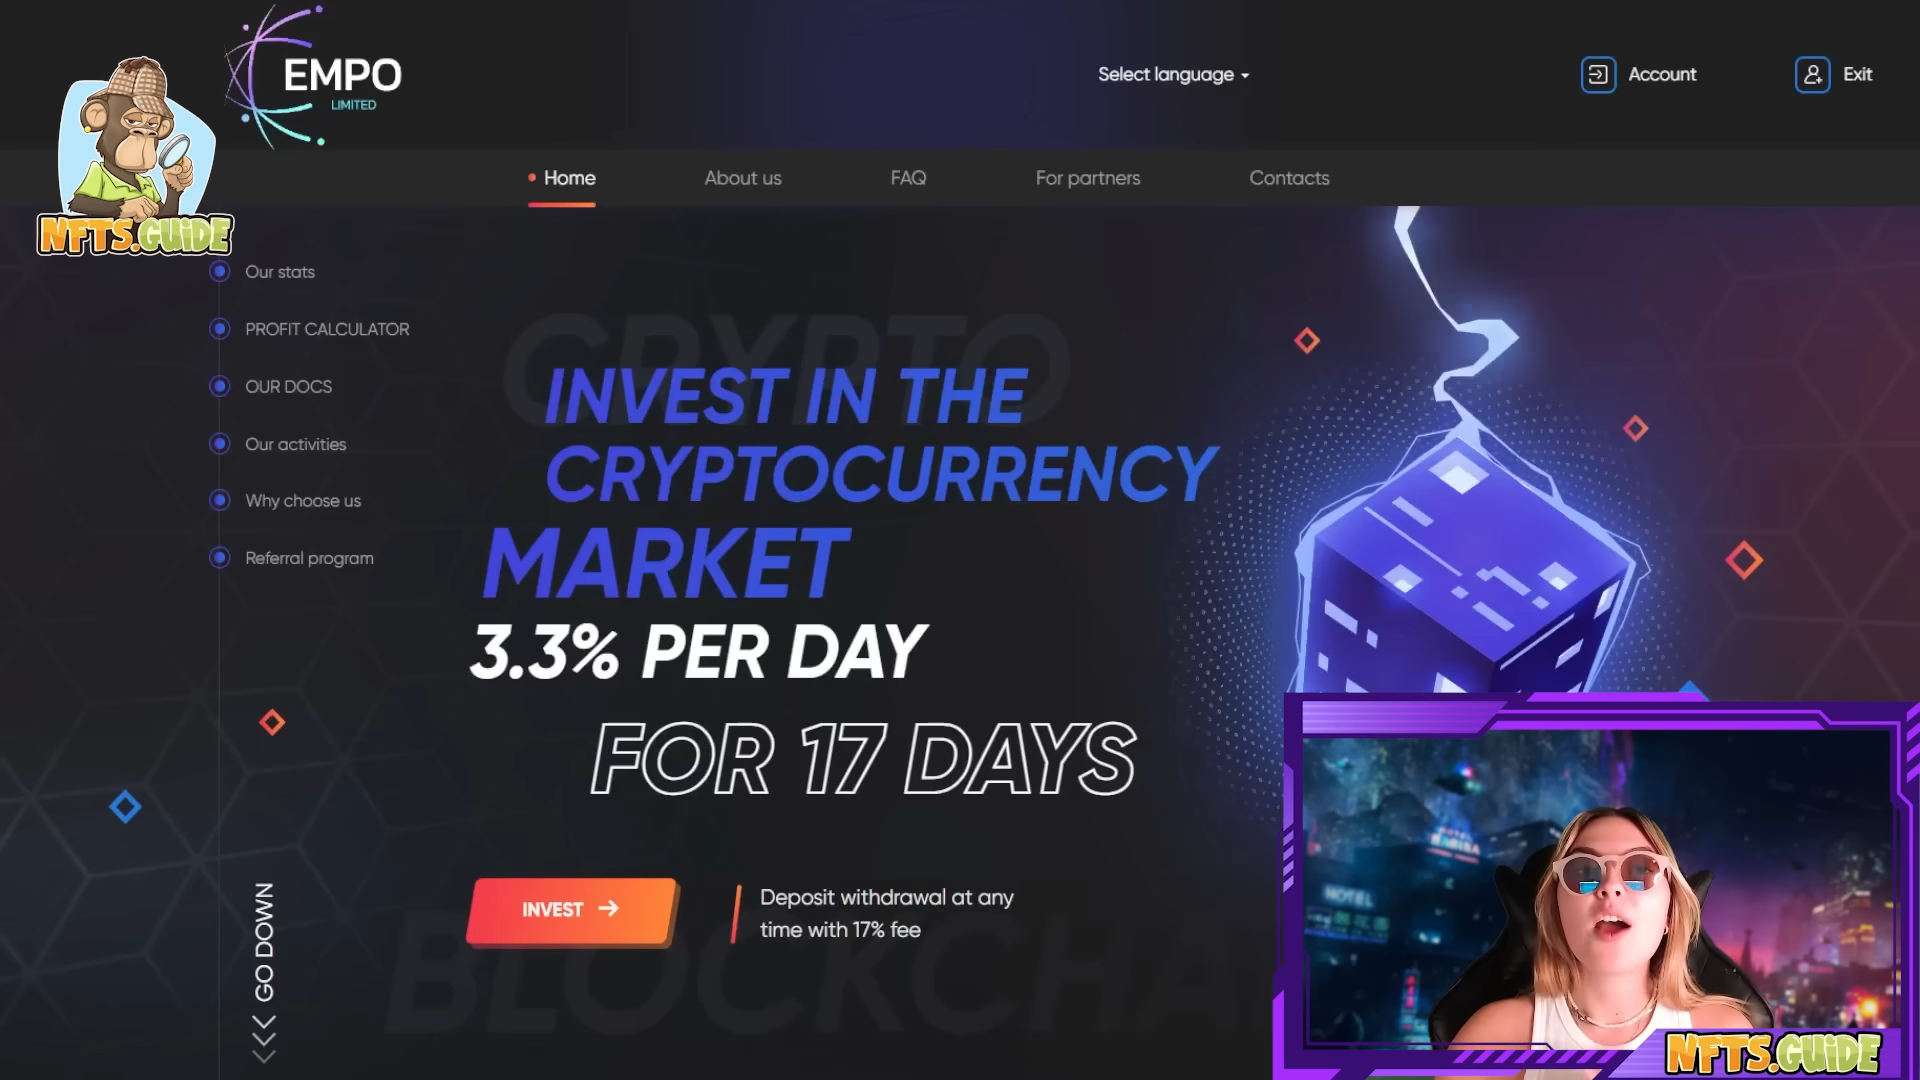 EMPO
LIMITED
Select language
Account
Exit
NFTS.GUIDE
Home
About us
FAQ
For partners
Contacts
Our stats
PROFIT CALCULATOR
OUR DOCS
Our activities
Why choose us
Referral program
CRYPTO
INVEST IN THE
CRYPTOCURRENCY
MARKET
3.3% PER DAY
FOR 17 DAYS
INVEST
Deposit withdrawal at any
time with 17% fee
GO DOWN
BLOCKCHA
HOTEL
NFTS.GUIDE